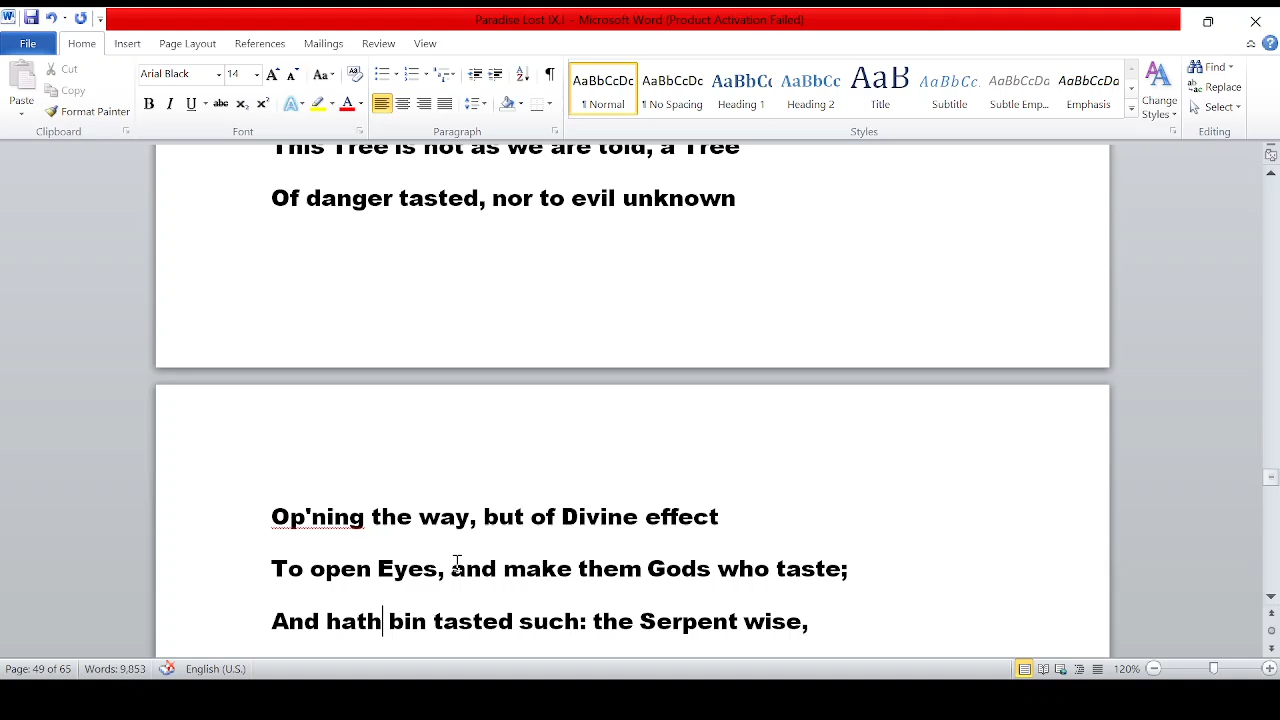 Paradise Lost IX.I - Microsoft Word (Product Activation Failed)
File Home Insert Page Layout References Mailings Review View
Paste
Cut
Copy
Format Painter
Clipboard
Arial Black 14
Font
Paragraph
AaBbCcDc AaBbCcDc AaBbC AaBbCc AaB AaBbCc. AaBbCcDc AaBbCcDc
¶ Normal ¶ No Spacing Heading 1 Heading 2 Title Subtitle Subtle Em... Emphasis
Change
Styles
Styles
Find
Replace
Select
Editing
This Tree is not as we are told, a Tree
Of danger tasted, nor to evil unknown
Op'ning the way, but of Divine effect
To open Eyes, and make them Gods who taste;
And hath bin tasted such: the Serpent wise,
Page: 49 of 65 Words: 9,853 English (U.S.) 120%